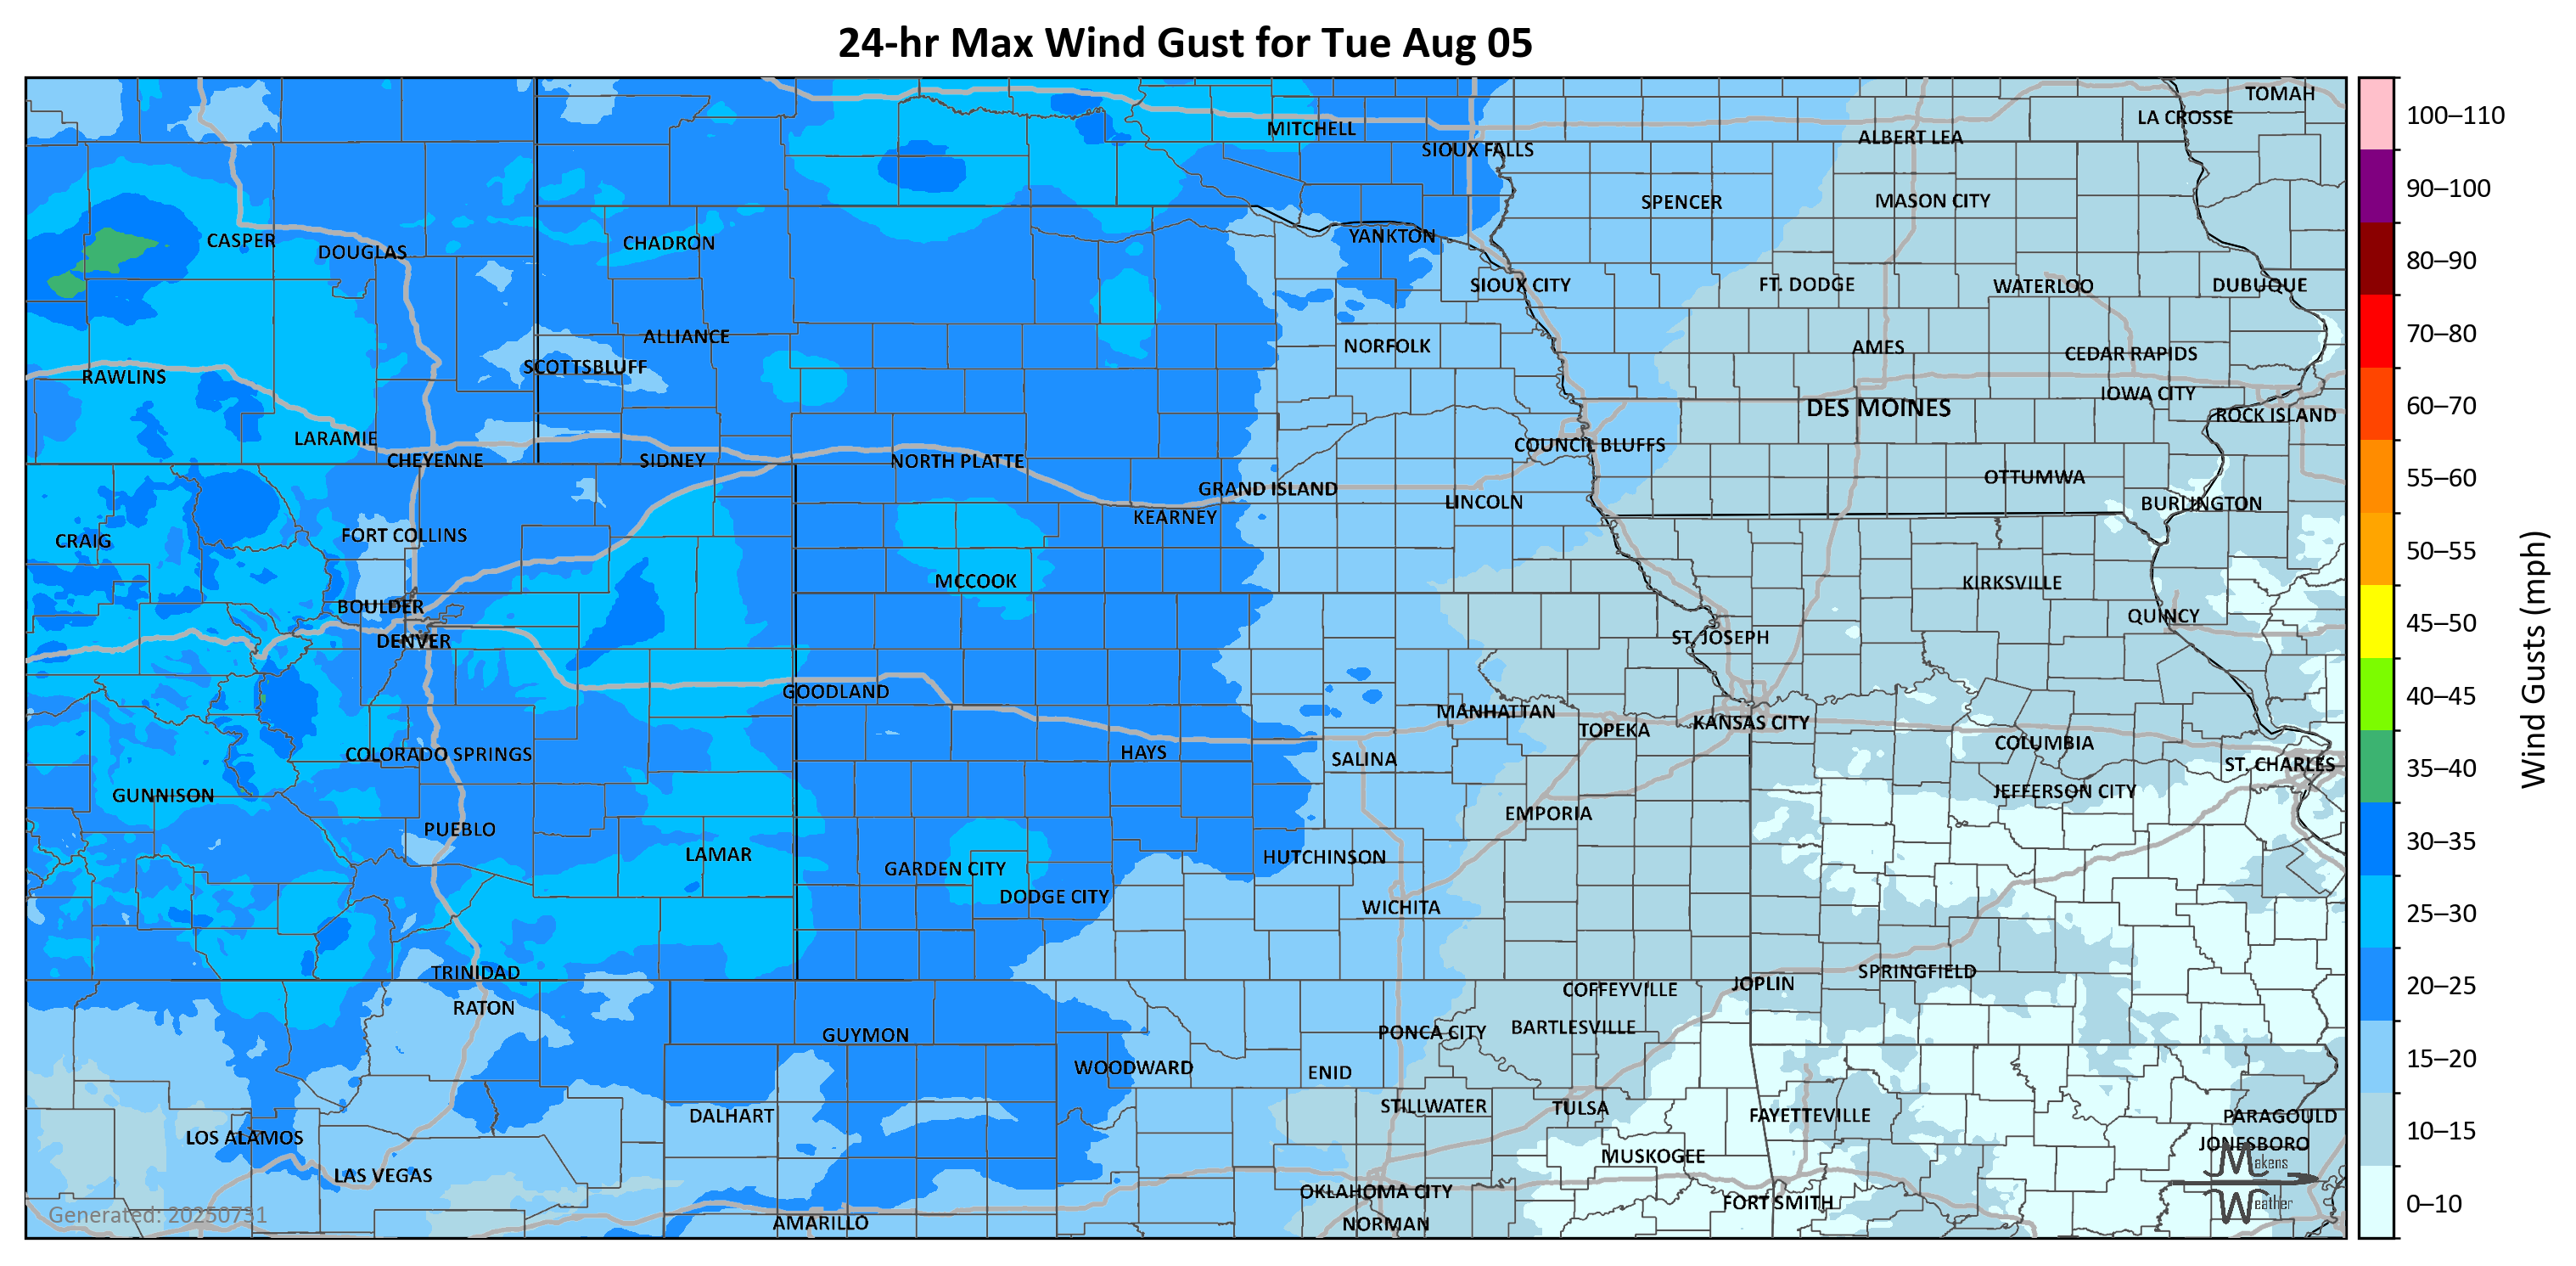 24-hr Max Wind Gust for Tue Aug 05
TOMAH
LA CROSSE
MITCHELL
ALBERT LEA
SIOUX FALLS
SPENCER
MASON CITY
CASPER
DOUGLAS
CHADRON
YANKTON
SIOUX CITY
FT. DODGE
WATERLOO
DUBUQUE
ALLIANCE
NORFOLK
AMES
CEDAR RAPIDS
SCOTTSBLUFF
RAWLINS
IOWA CITY
DES MOINES
ROCK ISLAND
LARAMIE
COUNCIL BLUFFS
CHEYENNE
SIDNEY
NORTH PLATTE
OTTUMWA
GRAND ISLAND
LINCOLN
BURLINGTON
KEARNEY
FORT COLLINS
CRAIG
MCCOOK
KIRKSVILLE
BOULDER
QUINCY
DENVER
ST. JOSEPH
GOODLAND
MANHATTAN
TOPEKA
KANSAS CITY
COLORADO SPRINGS
HAYS
SALINA
COLUMBIA
ST. CHARLES
GUNNISON
JEFFERSON CITY
EMPORIA
PUEBLO
LAMAR
HUTCHINSON
GARDEN CITY
DODGE CITY
WICHITA
TRINIDAD
SPRINGFIELD
JOPLIN
COFFEYVILLE
RATON
GUYMON
PONCA CITY
BARTLESVILLE
WOODWARD
ENID
STILLWATER
TULSA
DALHART
FAYETTEVILLE
PARAGOULD
LOS ALAMOS
JONESBORO
MUSKOGEE
LAS VEGAS
OKLAHOMA CITY
FORT SMITH
AMARILLO
NORMAN
Generated: 20250731
Makens
Weather
100–110
90–100
80–90
70–80
60–70
55–60
50–55
45–50
40–45
35–40
30–35
25–30
20–25
15–20
10–15
0–10
Wind Gusts (mph)